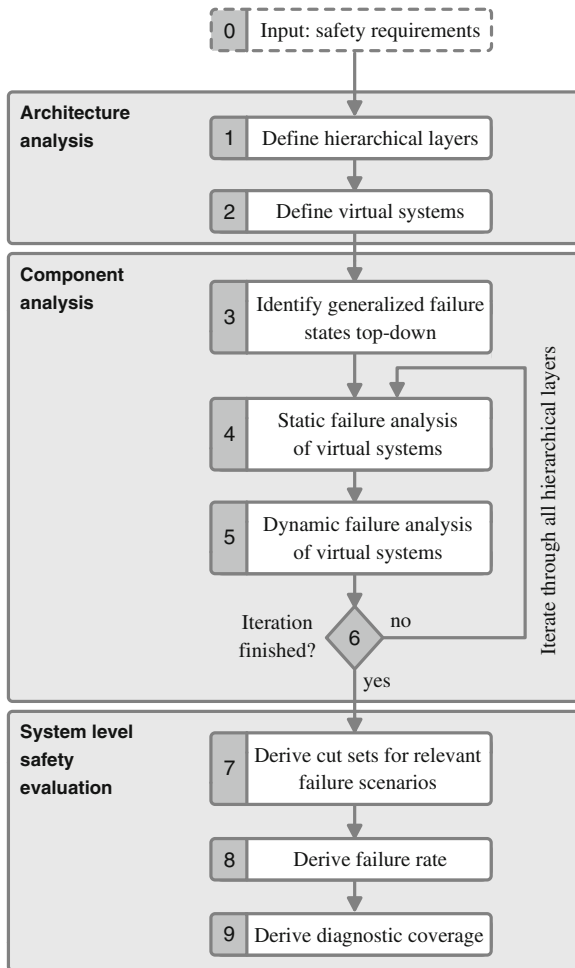 0 Input: safety requirements
Architecture
analysis
1 Define hierarchical layers
2 Define virtual systems
Component
analysis
3 Identify generalized failure
states top-down
4 Static failure analysis
of virtual systems
5 Dynamic failure analysis
of virtual systems
Iteration
finished?
6
no
yes
Iterate through all hierarchical layers
System level
safety
evaluation
7 Derive cut sets for relevant
failure scenarios
8 Derive failure rate
9 Derive diagnostic coverage